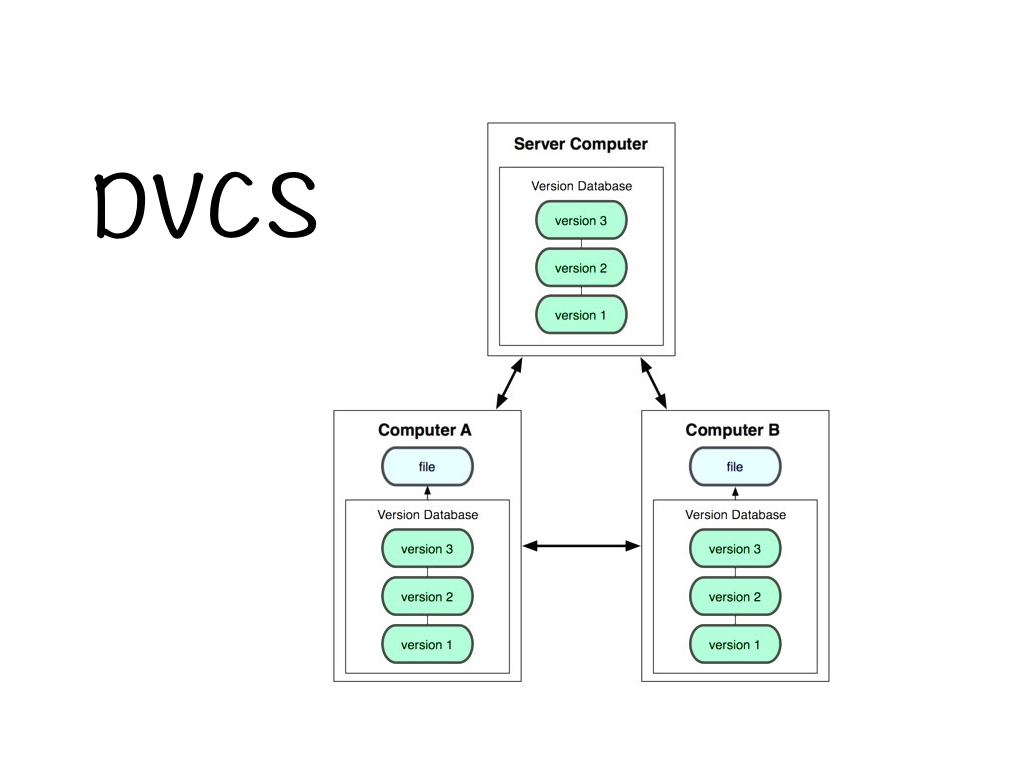 DVCS
Server Computer
Version Database
version 3
version 2
version 1
Computer A
file
Version Database
version 3
version 2
version 1
Computer B
file
Version Database
version 3
version 2
version 1